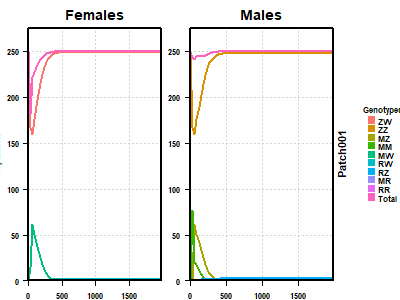 Females
Males
250
200
150
100
50
0
0
500
1000
1500
250
200
150
100
50
0
0
500
1000
1500
Patch001
Genotypes
ZW
ZZ
MZ
MM
MW
RW
RZ
MR
RR
Total